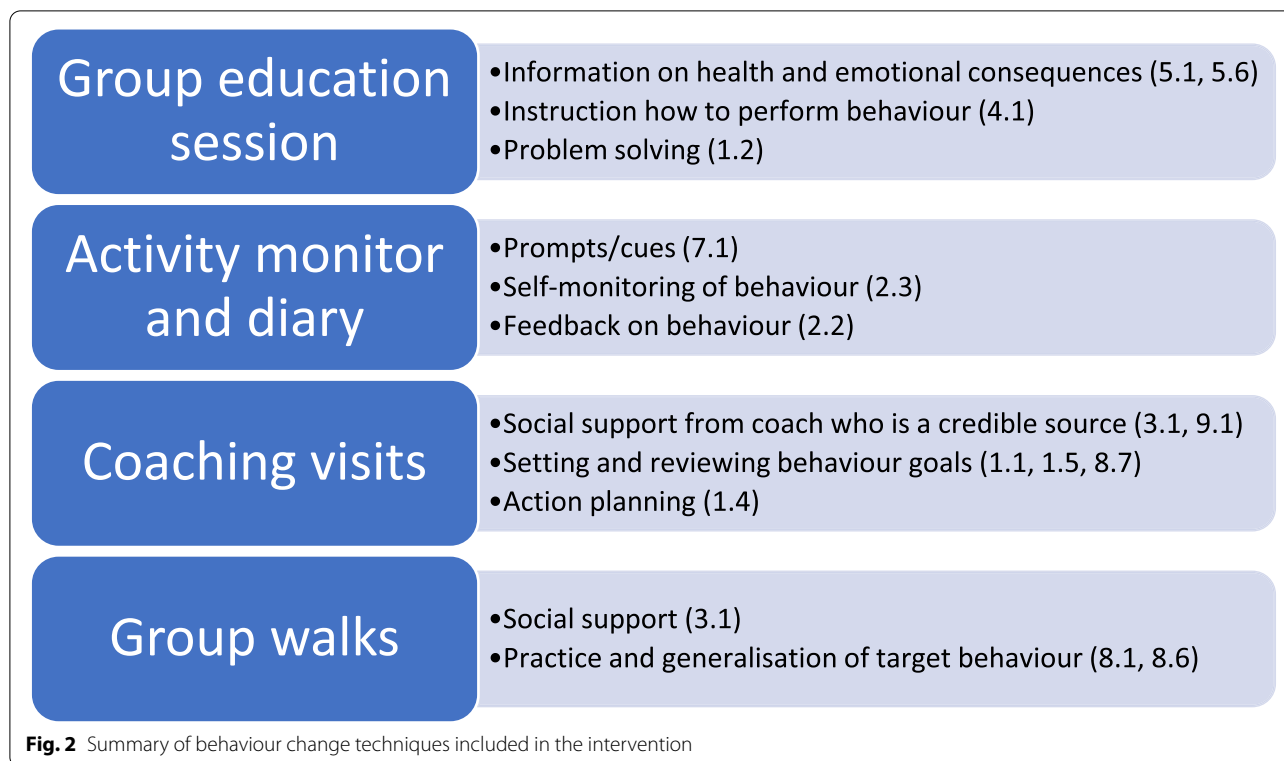 Group education
session
•Information on health and emotional consequences (5.1, 5.6)
•Instruction how to perform behaviour (4.1)
•Problem solving (1.2)
Activity monitor
and diary
•Prompts/cues (7.1)
•Self-monitoring of behaviour (2.3)
•Feedback on behaviour (2.2)
Coaching visits
•Social support from coach who is a credible source (3.1, 9.1)
•Setting and reviewing behaviour goals (1.1, 1.5, 8.7)
•Action planning (1.4)
Group walks
•Social support (3.1)
•Practice and generalisation of target behaviour (8.1, 8.6)
Fig. 2 Summary of behaviour change techniques included in the intervention